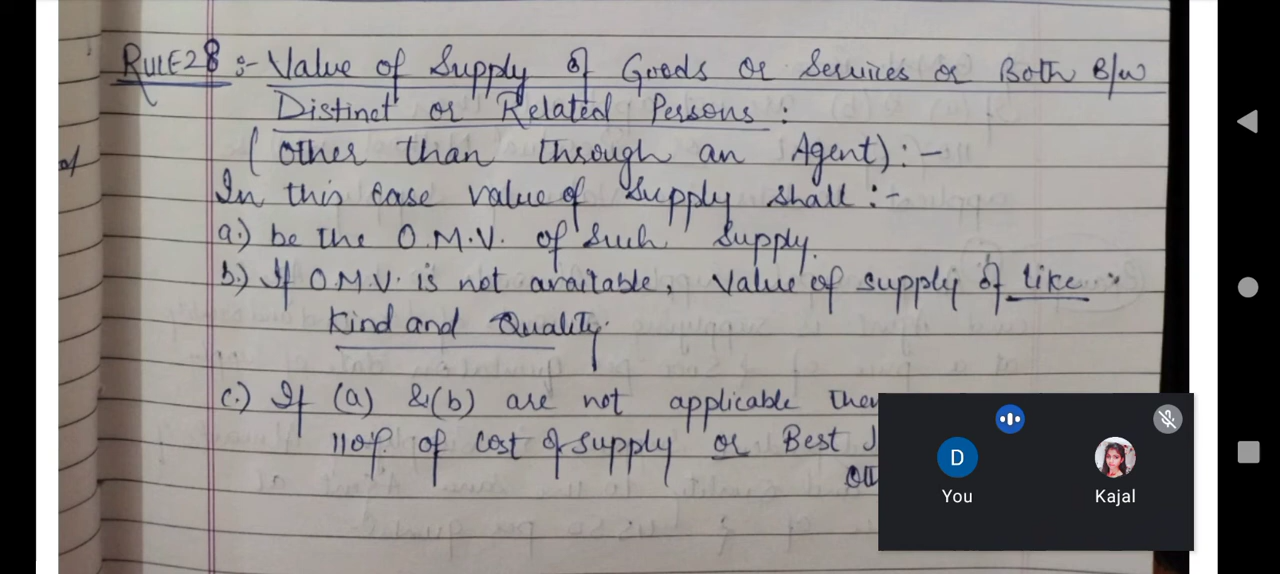 RULE28 :- Value of Supply of Goods or Services or Both B/w
Distinct or Related Persons :
(Other than through an Agent) : -
In this case value of Supply shall :-
a.) be the O.M.V. of Such Supply.
b.) If O.M.V. is not available, Value of supply of like
Kind and Quality.
c.) If (a) &(b) are not applicable then
110% of cost of supply or Best
D
You
Kajal